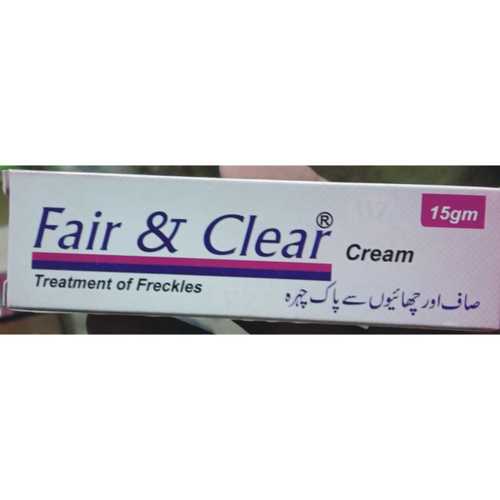 15gm
Fair & Clear® Cream
Treatment of Freckles
صاف اور چھائیوں سے پاک چہرہ